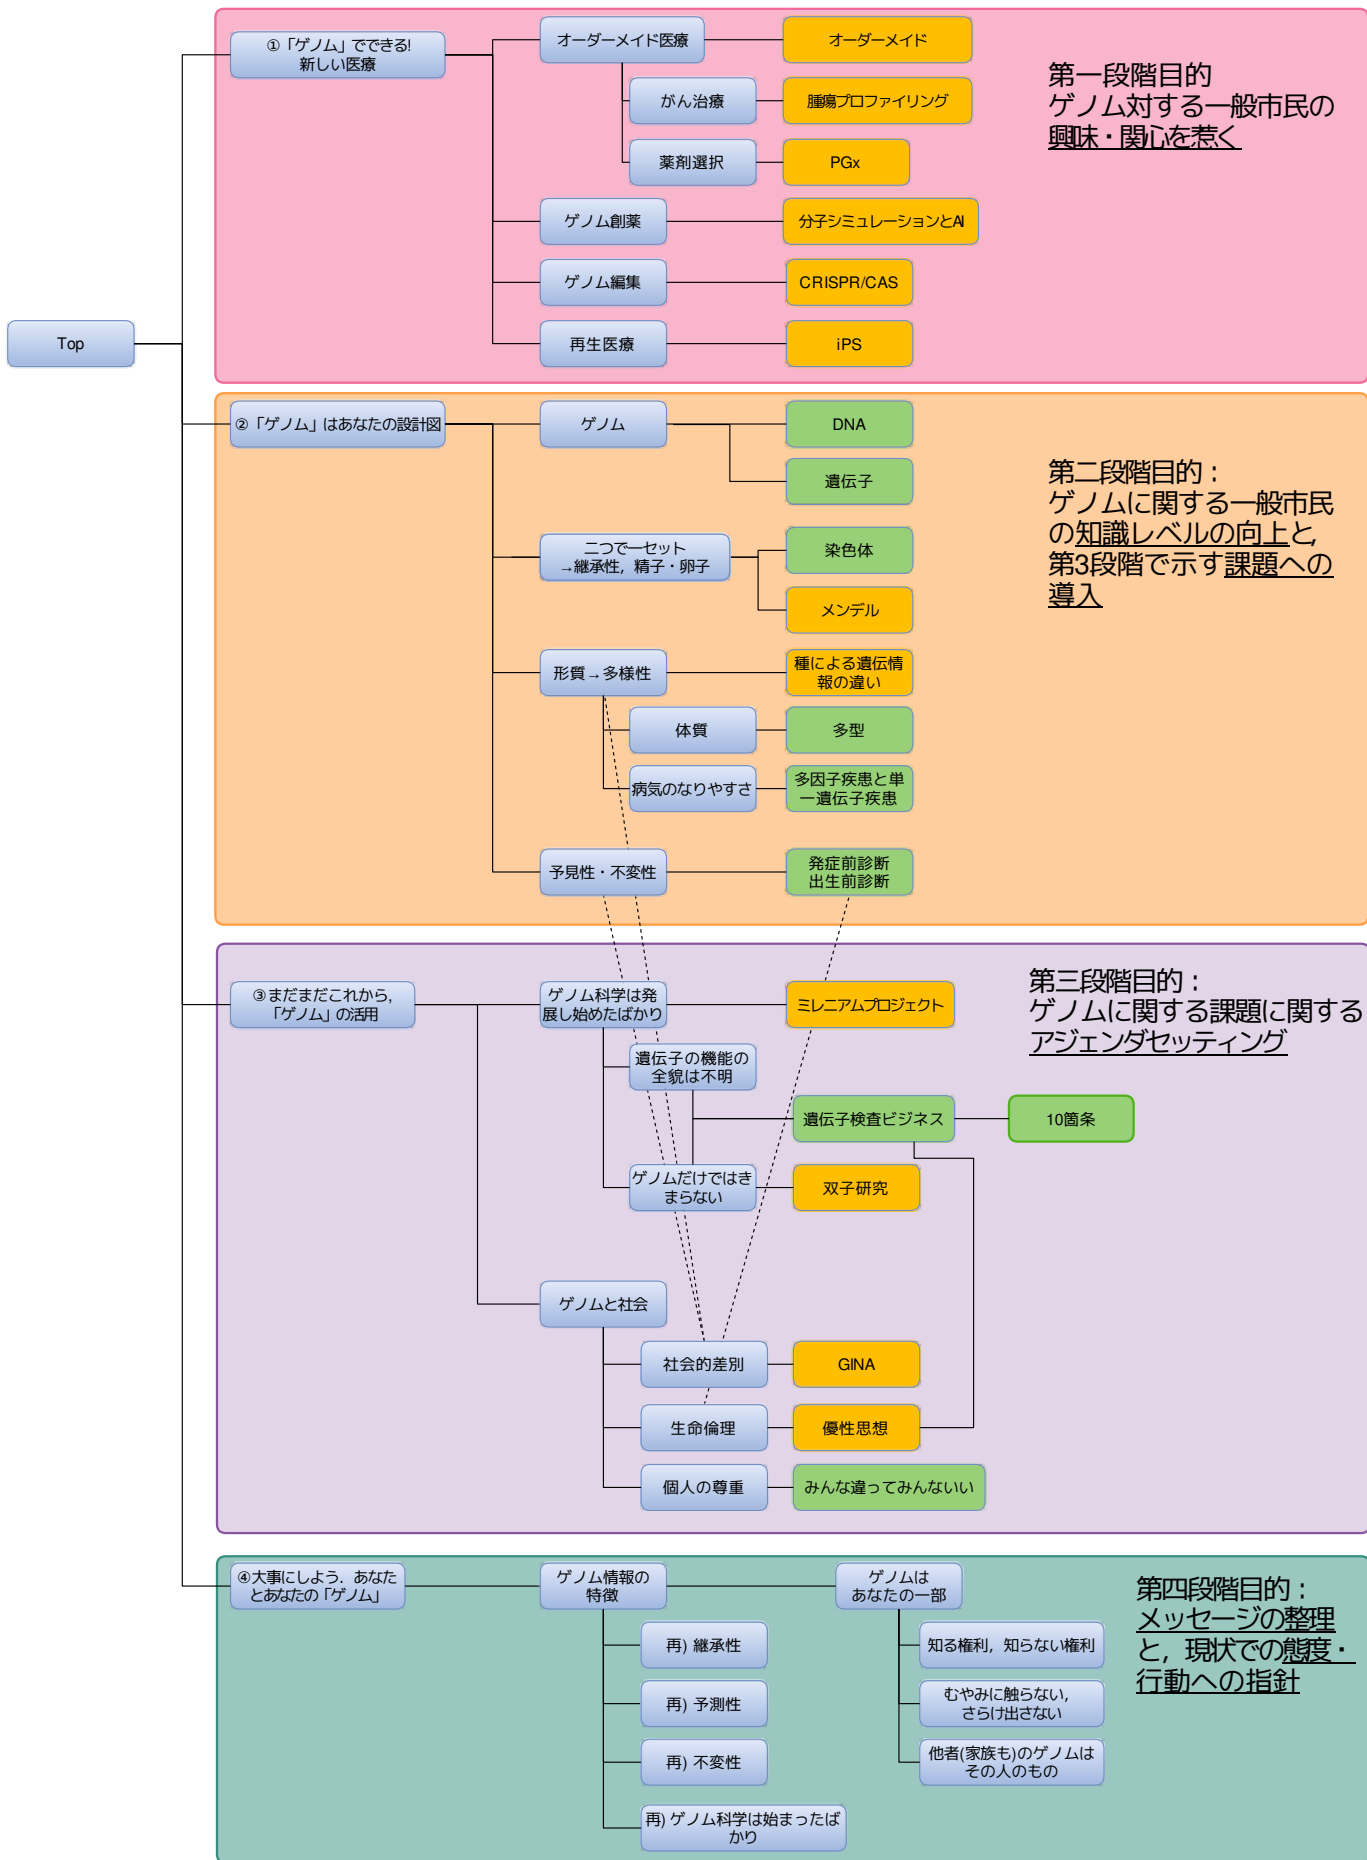 Top
①「ゲノム」でできる!
新しい医療
オーダーメイド医療
オーダーメイド
がん治療
腫瘍プロファイリング
薬剤選択
PGx
ゲノム創薬
分子シミュレーションとAI
ゲノム編集
CRISPR/CAS
再生医療
iPS
第一段階目的
ゲノム対する一般市民の
興味・関心を惹く
②「ゲノム」はあなたの設計図
ゲノム
DNA
遺伝子
二つで一セット
→継承性, 精子・卵子
染色体
メンデル
形質→多様性
種による遺伝情
報の違い
体質
多型
病気のなりやすさ
多因子疾患と単
一遺伝子疾患
予見性・不変性
発症前診断
出生前診断
第二段階目的：
ゲノムに関する一般市民
の知識レベルの向上と,
第3段階で示す課題への
導入
③まだまだこれから,
「ゲノム」の活用
ゲノム科学は発
展し始めたばかり
ミレニアムプロジェクト
遺伝子の機能の
全貌は不明
遺伝子検査ビジネス
10箇条
ゲノムだけではき
まらない
双子研究
ゲノムと社会
社会的差別
GINA
生命倫理
優性思想
個人の尊重
みんな違ってみんないい
第三段階目的：
ゲノムに関する課題に関する
アジェンダセッティング
④大事にしよう．あなた
とあなたの「ゲノム」
ゲノム情報の
特徴
再) 継承性
再) 予測性
再) 不変性
再) ゲノム科学は始まったば
かり
ゲノムは
あなたの一部
知る権利, 知らない権利
むやみに触らない,
さらけ出さない
他者(家族も)のゲノムは
その人のもの
第四段階目的：
メッセージの整理
と, 現状での態度・
行動への指針